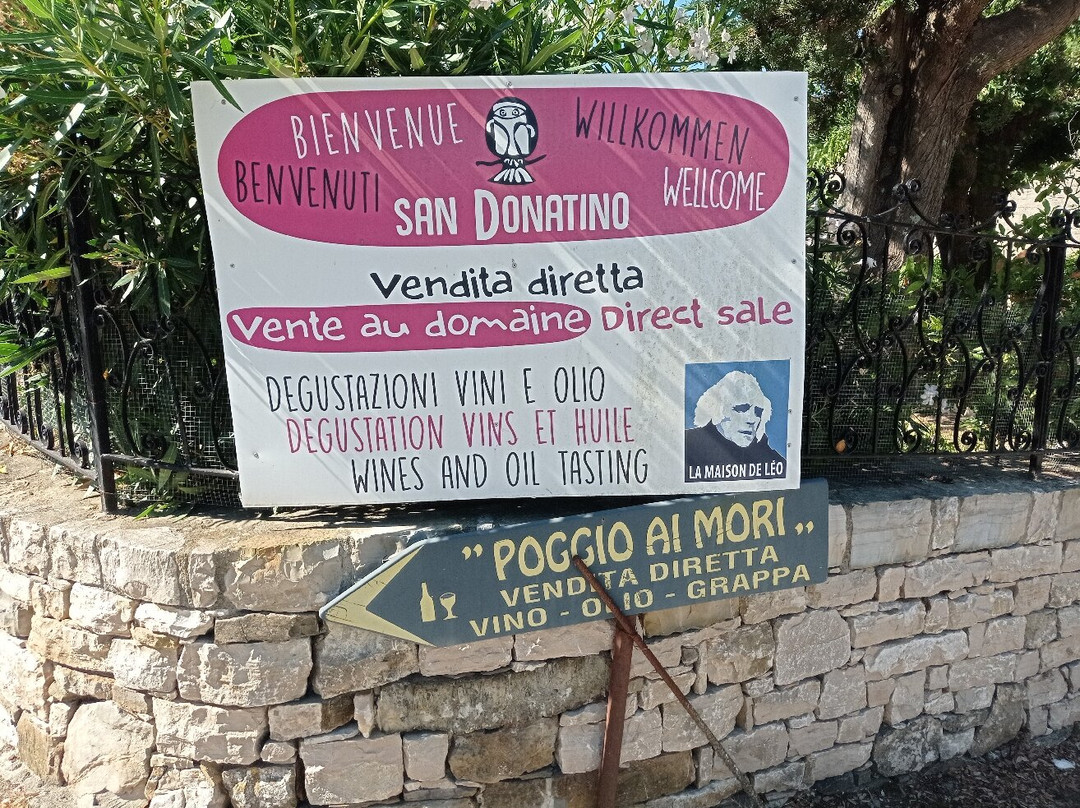 BIENVENUE
WILLKOMMEN
BENVENUTI
WELLCOME
SAN DONATINO
Vendita diretta
Vente au domaine Direct sale
DEGUSTAZIONI VINI E OLIO
DEGUSTATION VINS ET HUILE
WINES AND OIL TASTING
LA MAISON DE LÉO
„ POGGIO AI MORI „
VENDITA DIRETTA
VINO - OLIO - GRAPPA